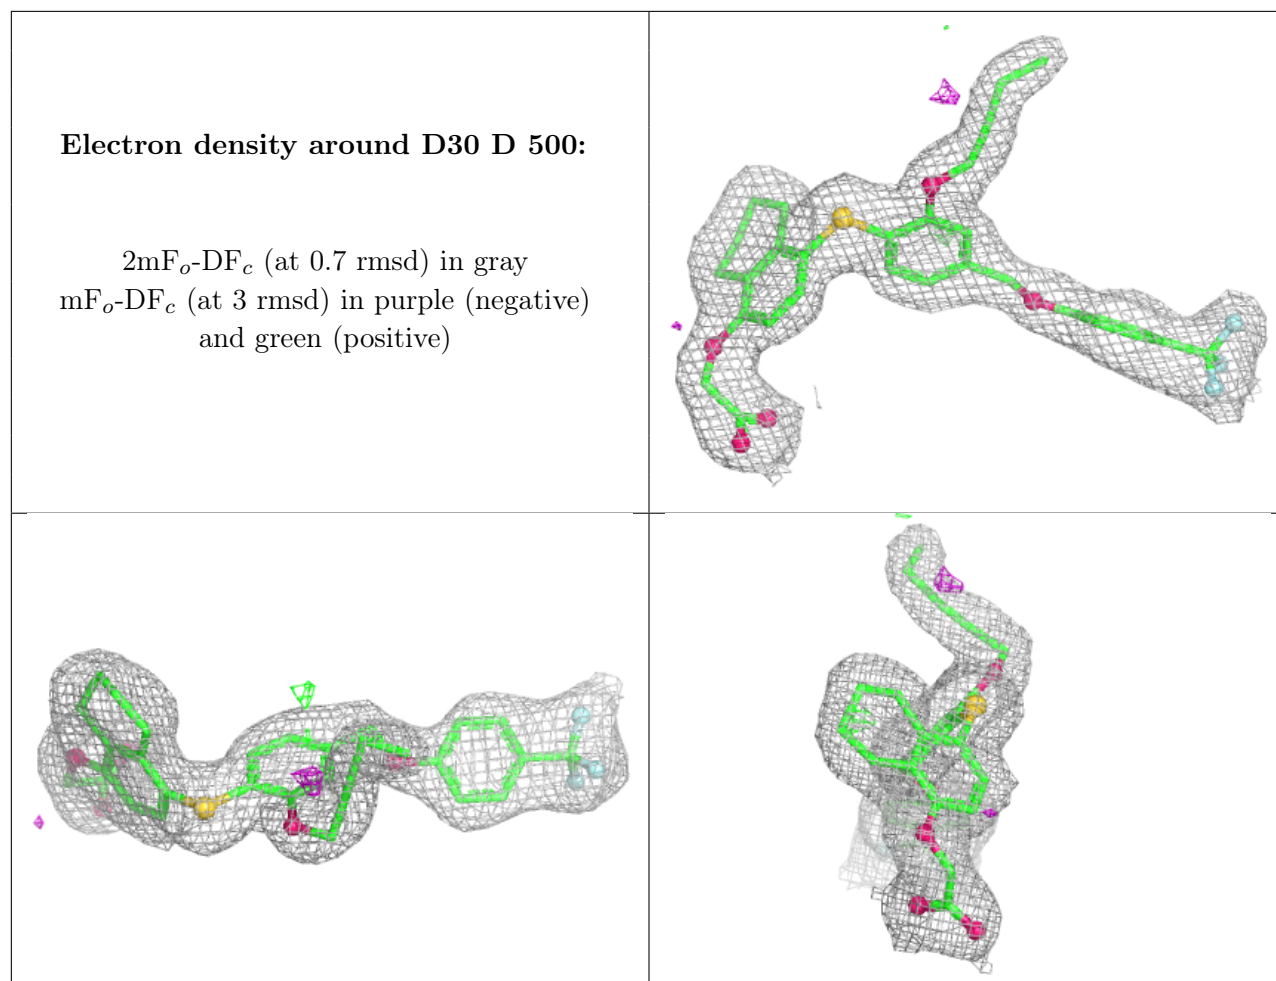 Electron density around D30 D 500:
2mFo-DFc (at 0.7 rmsd) in gray
mFo-DFc (at 3 rmsd) in purple (negative)
and green (positive)